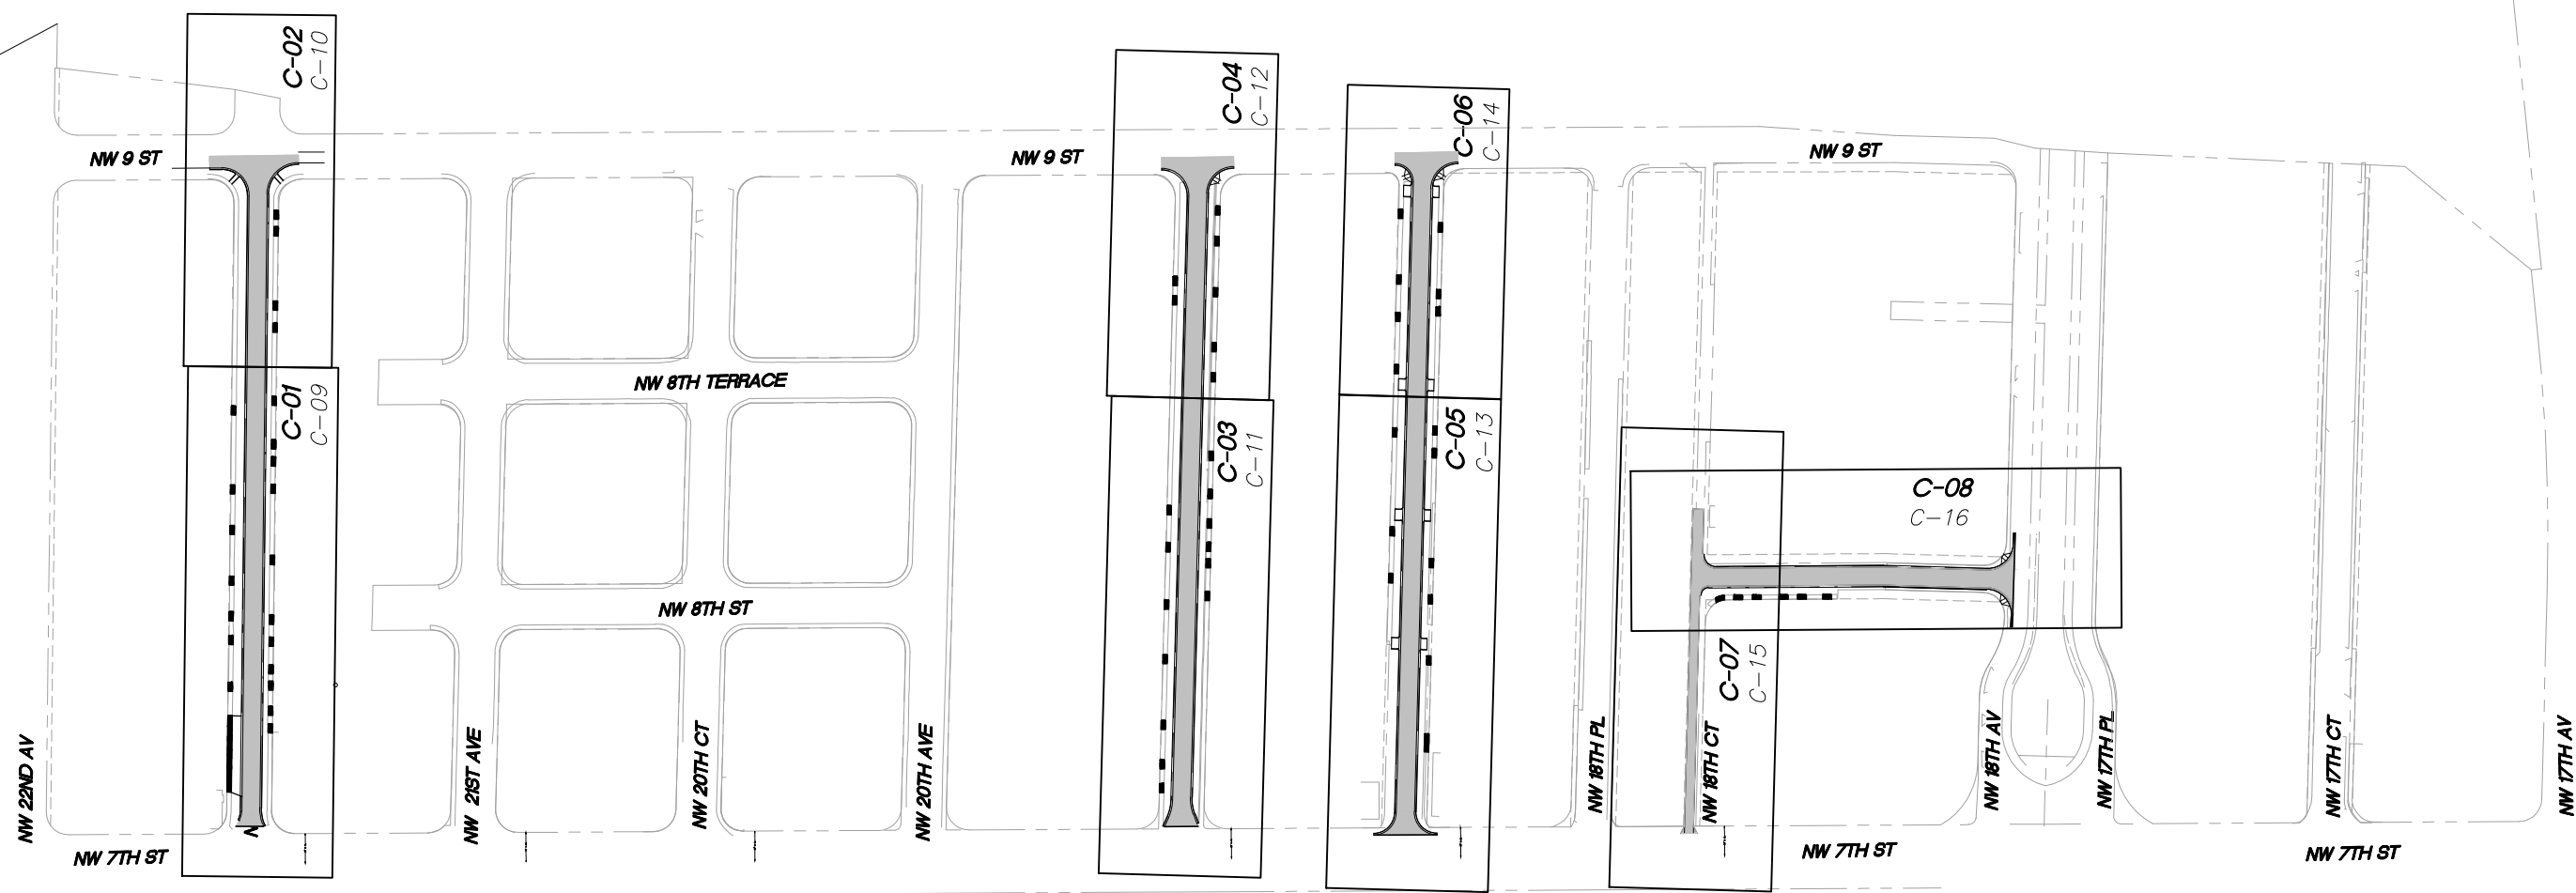 C-02
C-10
C-04
C-12
C-06
C-14
NW 9 ST
NW 9 ST
NW 9 ST
NW 8TH TERRACE
C-01
C-09
C-03
C-11
C-05
C-13
C-08
C-16
NW 8TH ST
C-07
C-15
NW 22ND AV
NW 21ST AVE
NW 20TH CT
NW 20TH AVE
NW 18TH PL
NW 18TH CT
NW 18TH AV
NW 17TH PL
NW 17TH CT
NW 17TH AV
NW 7TH ST
NW 7TH ST
NW 7TH ST